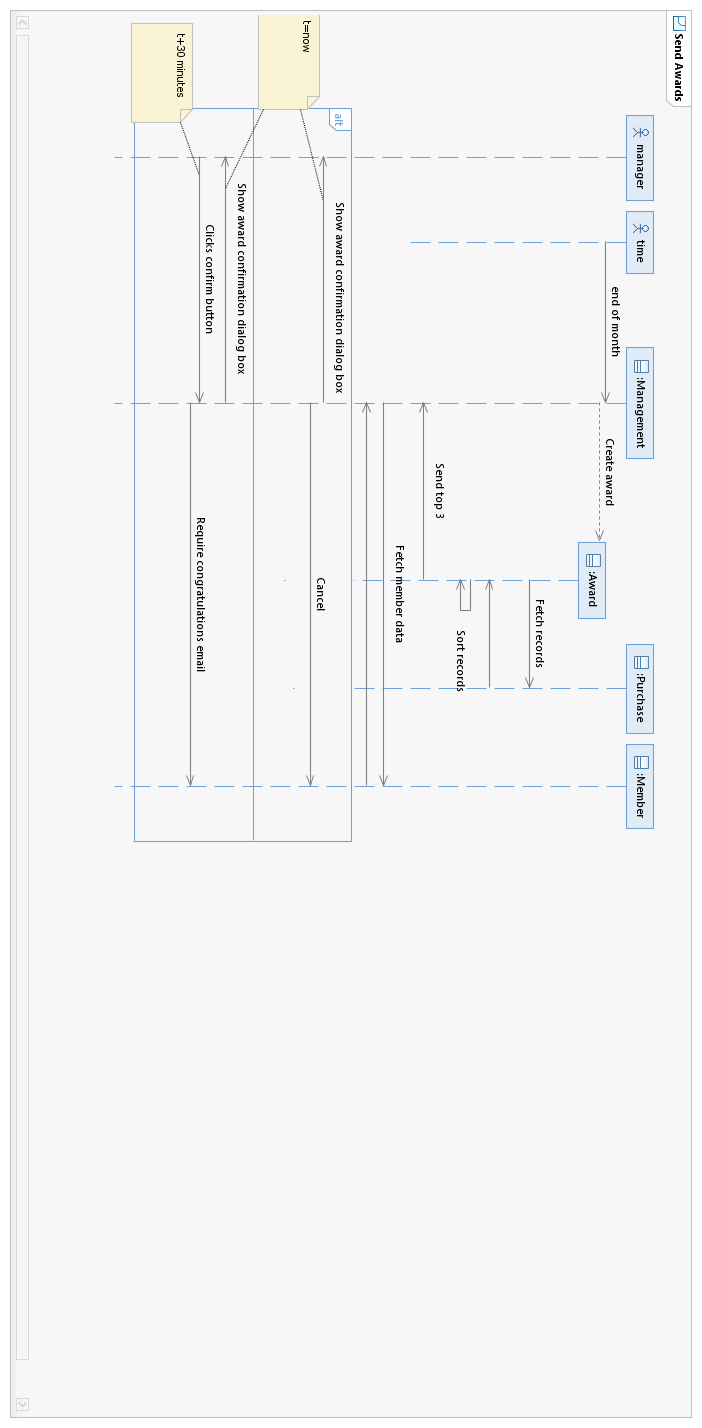 Send Awards
manager
time
:Management
:Purchase
:Member
end of month
Create award
:Award
Fetch records
Sort records
Send top 3
Fetch member data
alt
t=now
Show award confirmation dialog box
Cancel
Show award confirmation dialog box
t+30 minutes
Clicks confirm button
Require congratulations email